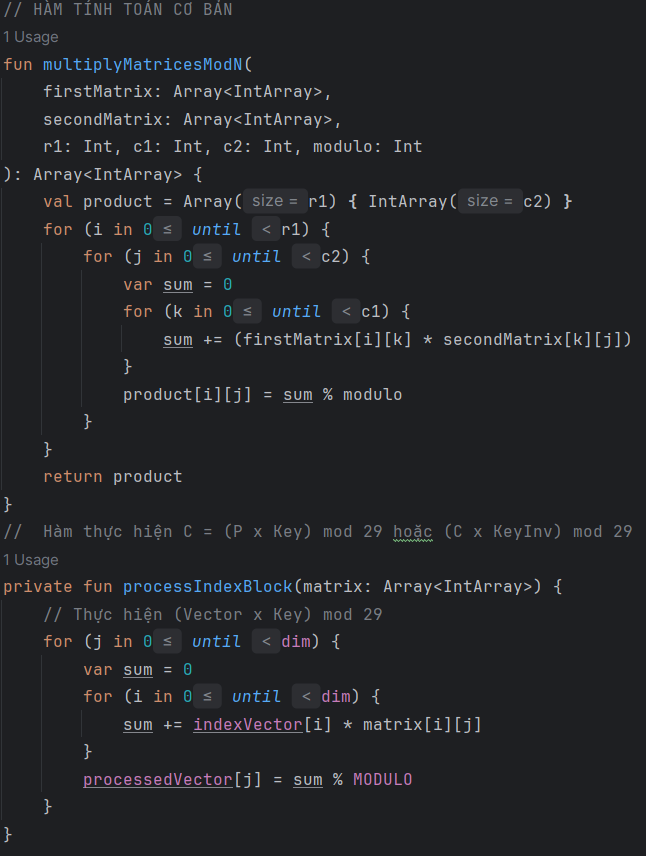 // HÀM TÍNH TOÁN CƠ BẢN
1 Usage
fun multiplyMatricesModN(
firstMatrix: Array<IntArray>,
secondMatrix: Array<IntArray>,
r1: Int, c1: Int, c2: Int, modulo: Int
): Array<IntArray> {
val product = Array( size = r1) { IntArray( size = c2) }
for (i in 0 ≤ until < r1) {
for (j in 0 ≤ until < c2) {
var sum = 0
for (k in 0 ≤ until < c1) {
sum += (firstMatrix[i][k] * secondMatrix[k][j])
}
product[i][j] = sum % modulo
}
}
return product
}
// Hàm thực hiện C = (P x Key) mod 29 hoặc (C x KeyInv) mod 29
1 Usage
private fun processIndexBlock(matrix: Array<IntArray>) {
// Thực hiện (Vector x Key) mod 29
for (j in 0 ≤ until < dim) {
var sum = 0
for (i in 0 ≤ until < dim) {
sum += indexVector[i] * matrix[i][j]
}
processedVector[j] = sum % MODULO
}
}